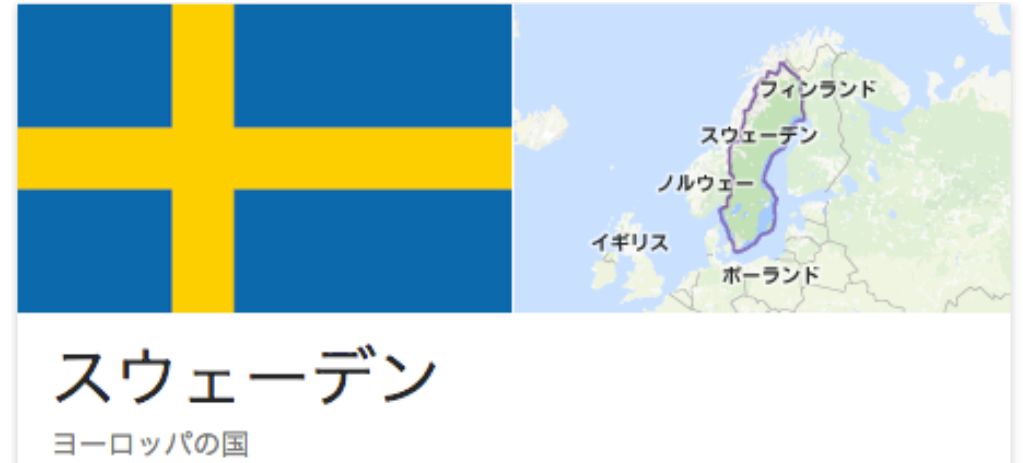 フィンランド
スウェーデン
ノルウェー
イギリス
ポーランド
スウェーデン
ヨーロッパの国